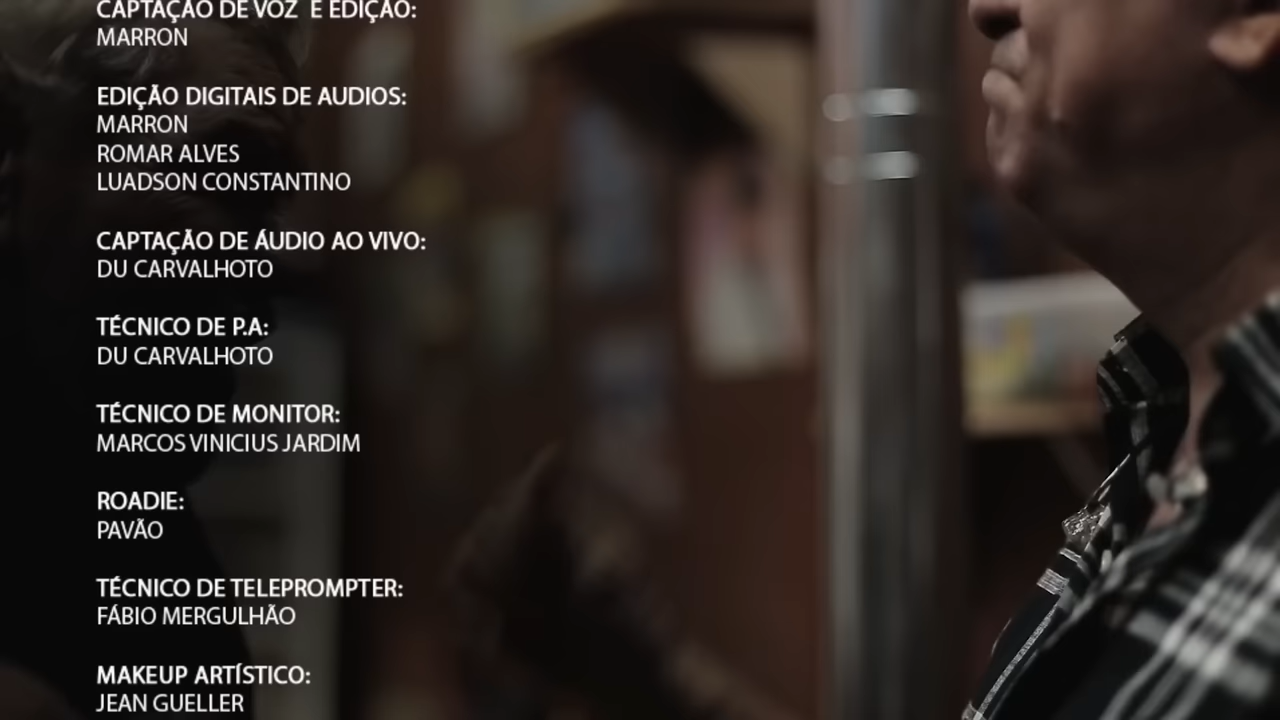 CAPTAÇÃO DE VOZ E EDIÇÃO:
MARRON
EDIÇÃO DIGITAIS DE AUDIOS:
MARRON
ROMAR ALVES
LUADSON CONSTANTINO
CAPTAÇÃO DE ÁUDIO AO VIVO:
DU CARVALHOTO
TÉCNICO DE P.A:
DU CARVALHOTO
TÉCNICO DE MONITOR:
MARCOS VINICIUS JARDIM
ROADIE:
PAVÃO
TÉCNICO DE TELEPROMPTER:
FÁBIO MERGULHÃO
MAKEUP ARTÍSTICO:
JEAN GUELLER